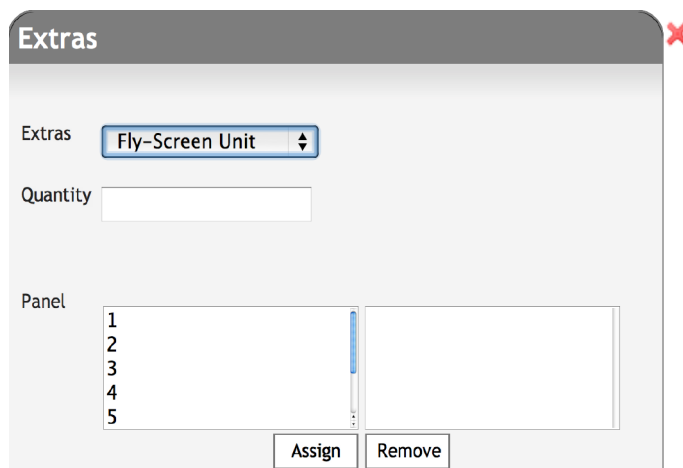 Extras
Extras Fly-Screen Unit
Quantity
Panel
1
2
3
4
5
Assign Remove